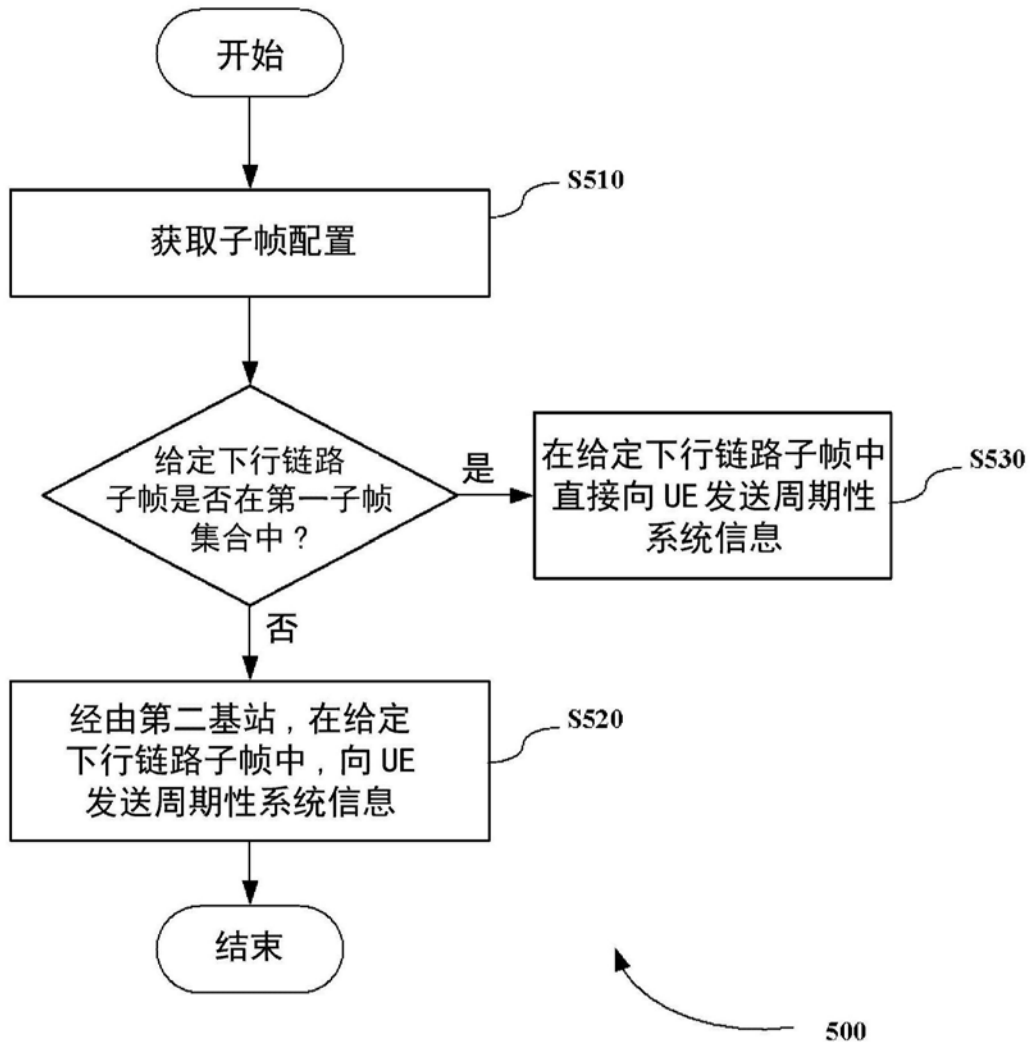 开始
S510
获取子帧配置
给定下行链路
子帧是否在第一子帧
集合中？
是
在给定下行链路子帧中
直接向 UE 发送周期性
系统信息
S530
否
经由第二基站，在给定
下行链路子帧中，向 UE
发送周期性系统信息
S520
结束
500